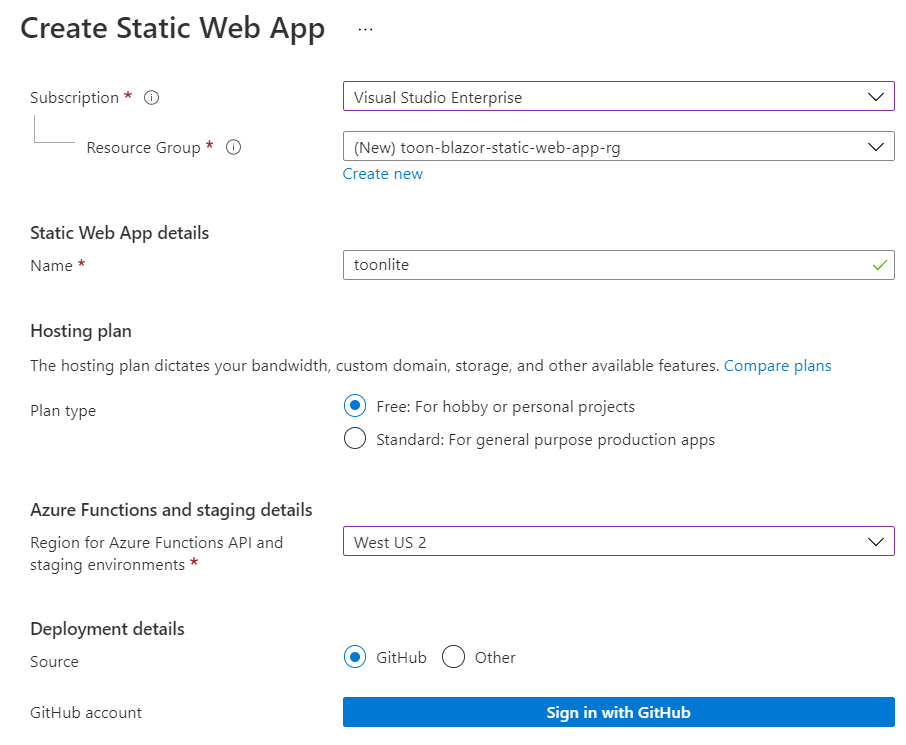 Create Static Web App ...
Subscription *
Visual Studio Enterprise
Resource Group *
(New) toon-blazor-static-web-app-rg
Create new
Static Web App details
Name *
toonlite
Hosting plan
The hosting plan dictates your bandwidth, custom domain, storage, and other available features. Compare plans
Plan type
Free: For hobby or personal projects
Standard: For general purpose production apps
Azure Functions and staging details
Region for Azure Functions API and
staging environments *
West US 2
Deployment details
Source
GitHub
Other
GitHub account
Sign in with GitHub